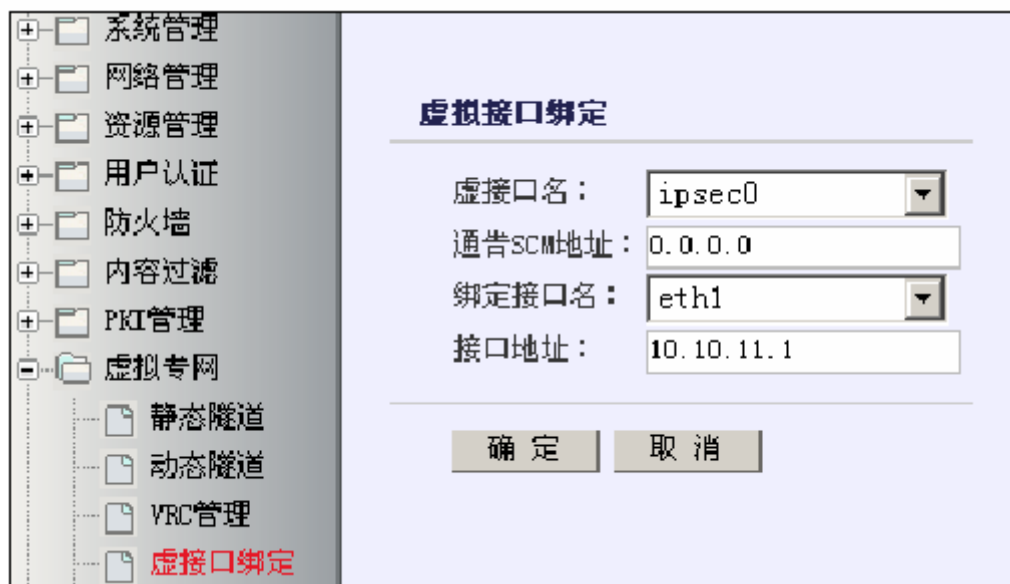 系统管理
网络管理
资源管理
用户认证
防火墙
内容过滤
PKI管理
虚拟专网
静态隧道
动态隧道
VRC管理
虚接口绑定
虚拟接口绑定
虚接口名： ipsec0
通告SCM地址： 0.0.0.0
绑定接口名： eth1
接口地址： 10.10.11.1
确 定 取 消